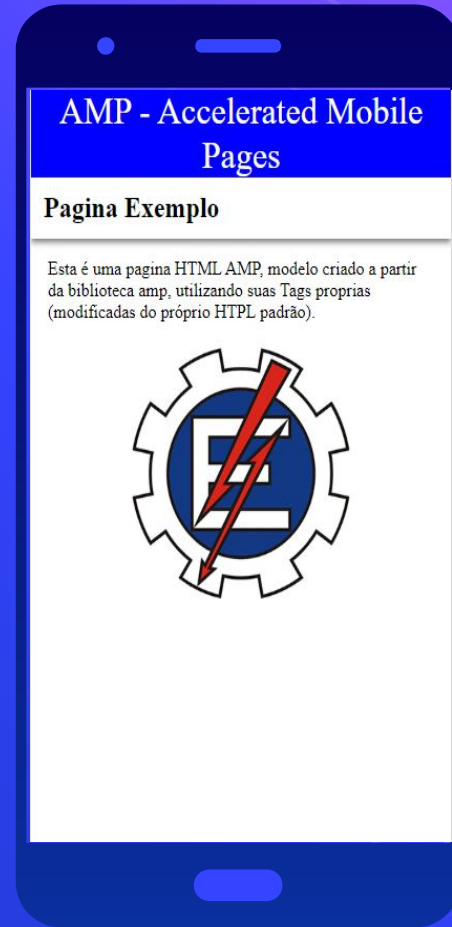 AMP - Accelerated Mobile
Pages
Pagina Exemplo
Esta é uma pagina HTML AMP, modelo criado a partir
da biblioteca amp, utilizando suas Tags proprias
(modificadas do próprio HTPL padrão).
E